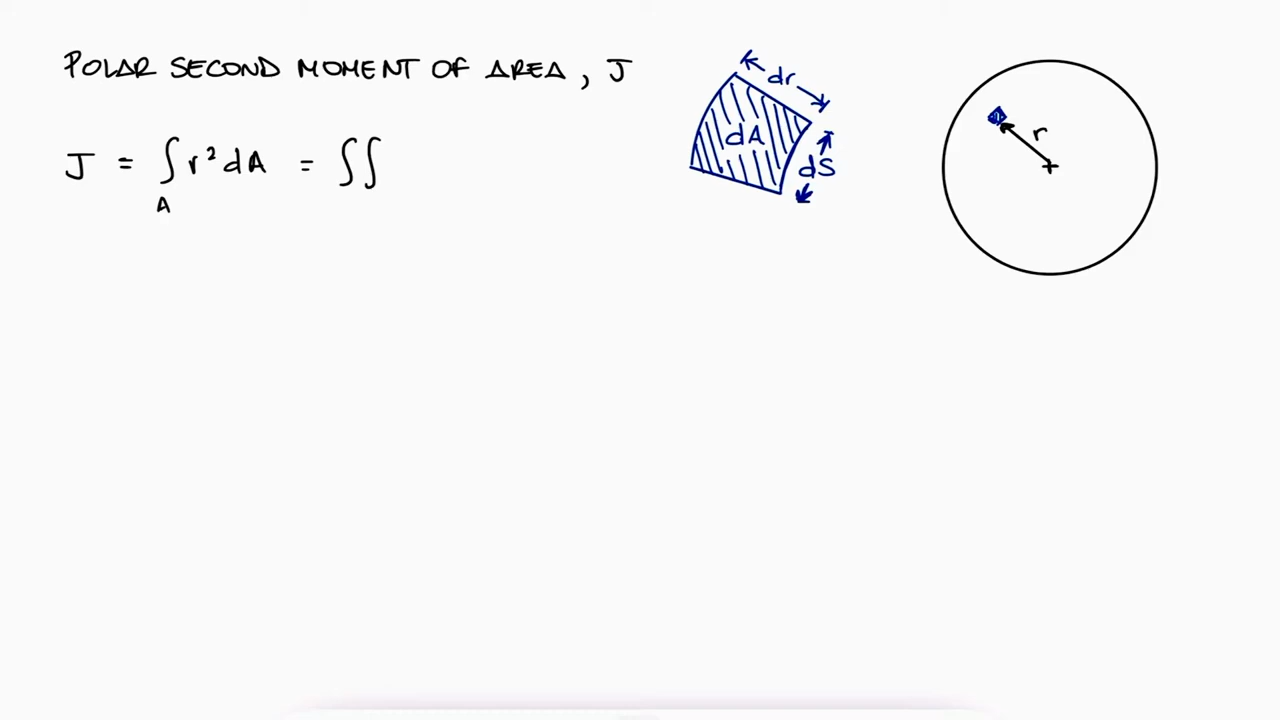 POLAR SECOND MOMENT OF AREA, J
J = ∫ r² dA = ∫∫
A
dr
dA
dS
r